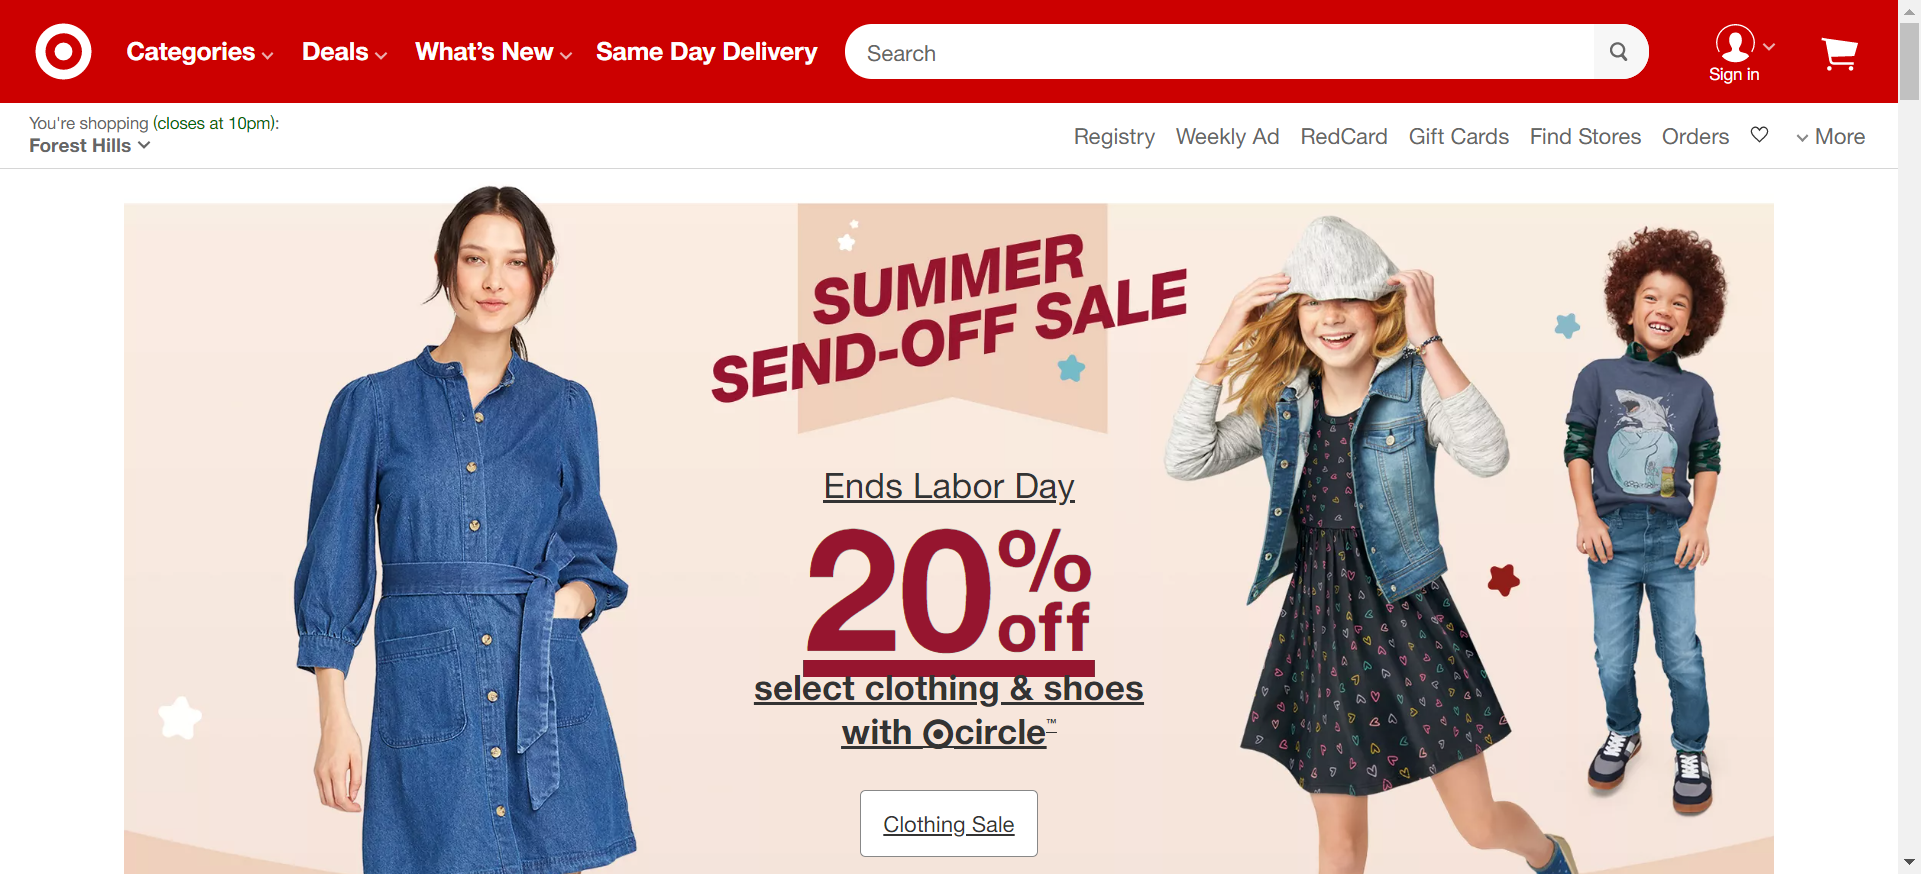 Categories
Deals
What's New
Same Day Delivery
Search
Sign in
You're shopping (closes at 10pm):
Forest Hills
Registry
Weekly Ad
RedCard
Gift Cards
Find Stores
Orders
More
SUMMER
SEND-OFF SALE
Ends Labor Day
20% off
select clothing & shoes
with circle™
Clothing Sale